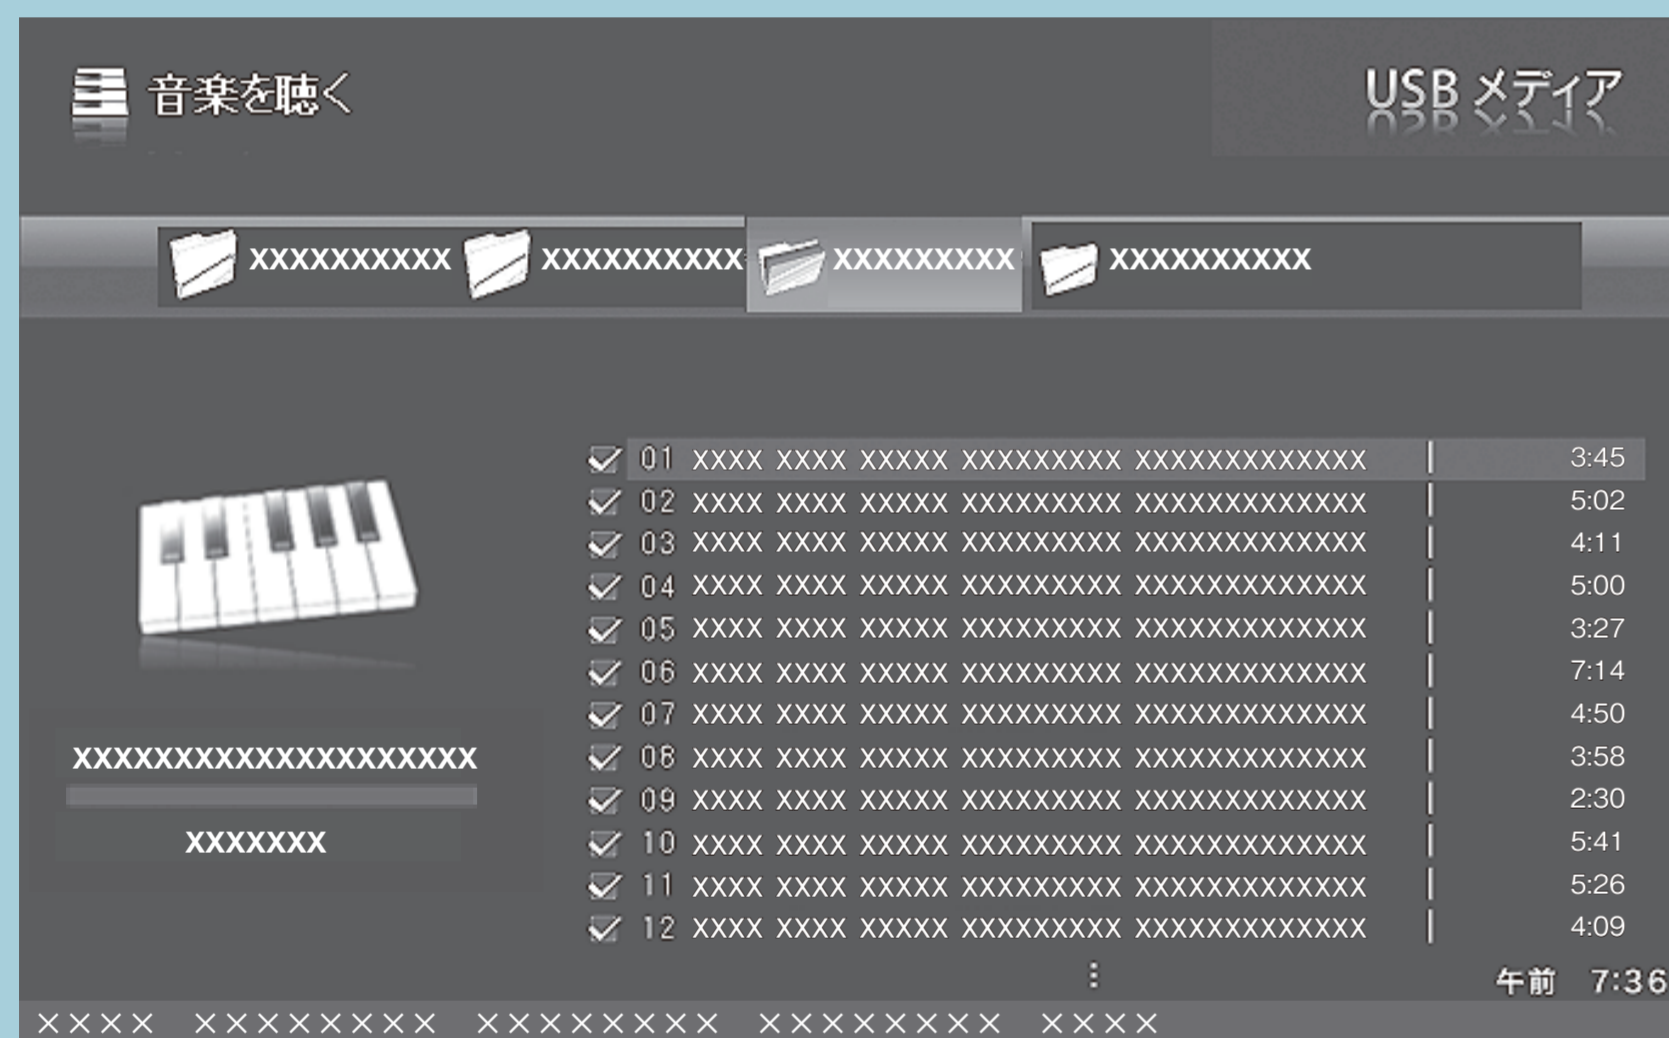 音楽を聴く
USB メディア
XXXXXXXXXX XXXXXXXXXX XXXXXXXXX XXXXXXXXXX
01 XXXX XXXX XXXXX XXXXXXXXX XXXXXXXXXXXXX | 3:45
02 XXXX XXXX XXXXX XXXXXXXXX XXXXXXXXXXXXX | 5:02
03 XXXX XXXX XXXXX XXXXXXXXX XXXXXXXXXXXXX | 4:11
04 XXXX XXXX XXXXX XXXXXXXXX XXXXXXXXXXXXX | 5:00
05 XXXX XXXX XXXXX XXXXXXXXX XXXXXXXXXXXXX | 3:27
06 XXXX XXXX XXXXX XXXXXXXXX XXXXXXXXXXXXX | 7:14
07 XXXX XXXX XXXXX XXXXXXXXX XXXXXXXXXXXXX | 4:50
08 XXXX XXXX XXXXX XXXXXXXXX XXXXXXXXXXXXX | 3:58
09 XXXX XXXX XXXXX XXXXXXXXX XXXXXXXXXXXXX | 2:30
10 XXXX XXXX XXXXX XXXXXXXXX XXXXXXXXXXXXX | 5:41
11 XXXX XXXX XXXXX XXXXXXXXX XXXXXXXXXXXXX | 5:26
12 XXXX XXXX XXXXX XXXXXXXXX XXXXXXXXXXXXX | 4:09
XXXXXXXXXXXXXXXXXXXX
XXXXXXX
⋮
午前 7:36
×××× ×××××××× ×××××××× ×××××××× ××××